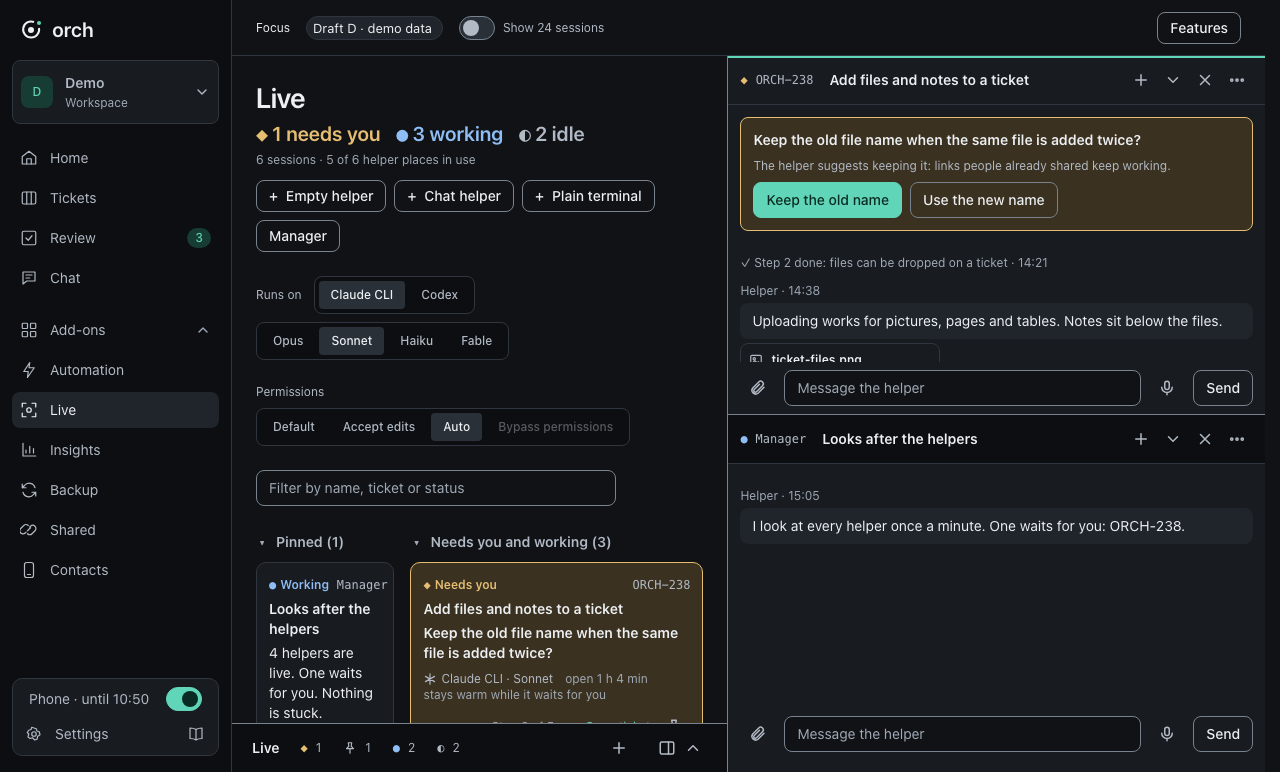 orch
D
Demo
Workspace
Home
Tickets
Review
3
Chat
Add-ons
Automation
Live
Insights
Backup
Shared
Contacts
Phone · until 10:50
Settings
Focus
Draft D · demo data
Show 24 sessions
Features
Live
1 needs you
3 working
2 idle
6 sessions · 5 of 6 helper places in use
+ Empty helper
+ Chat helper
+ Plain terminal
Manager
Runs on
Claude CLI
Codex
Opus
Sonnet
Haiku
Fable
Permissions
Default
Accept edits
Auto
Bypass permissions
Filter by name, ticket or status
Pinned (1)
Working
Manager
Looks after the
helpers
4 helpers are
live. One waits
for you. Nothing
is stuck.
Needs you and working (3)
Needs you
ORCH-238
Add files and notes to a ticket
Keep the old file name when the same
file is added twice?
Claude CLI · Sonnet
open 1 h 4 min
stays warm while it waits for you
Live
1
1
2
2
ORCH-238
Add files and notes to a ticket
Keep the old file name when the same file is added twice?
The helper suggests keeping it: links people already shared keep working.
Keep the old name
Use the new name
✓ Step 2 done: files can be dropped on a ticket · 14:21
Helper · 14:38
Uploading works for pictures, pages and tables. Notes sit below the files.
ticket-files.png
Message the helper
Send
Manager
Looks after the helpers
Helper · 15:05
I look at every helper once a minute. One waits for you: ORCH-238.
Message the helper
Send